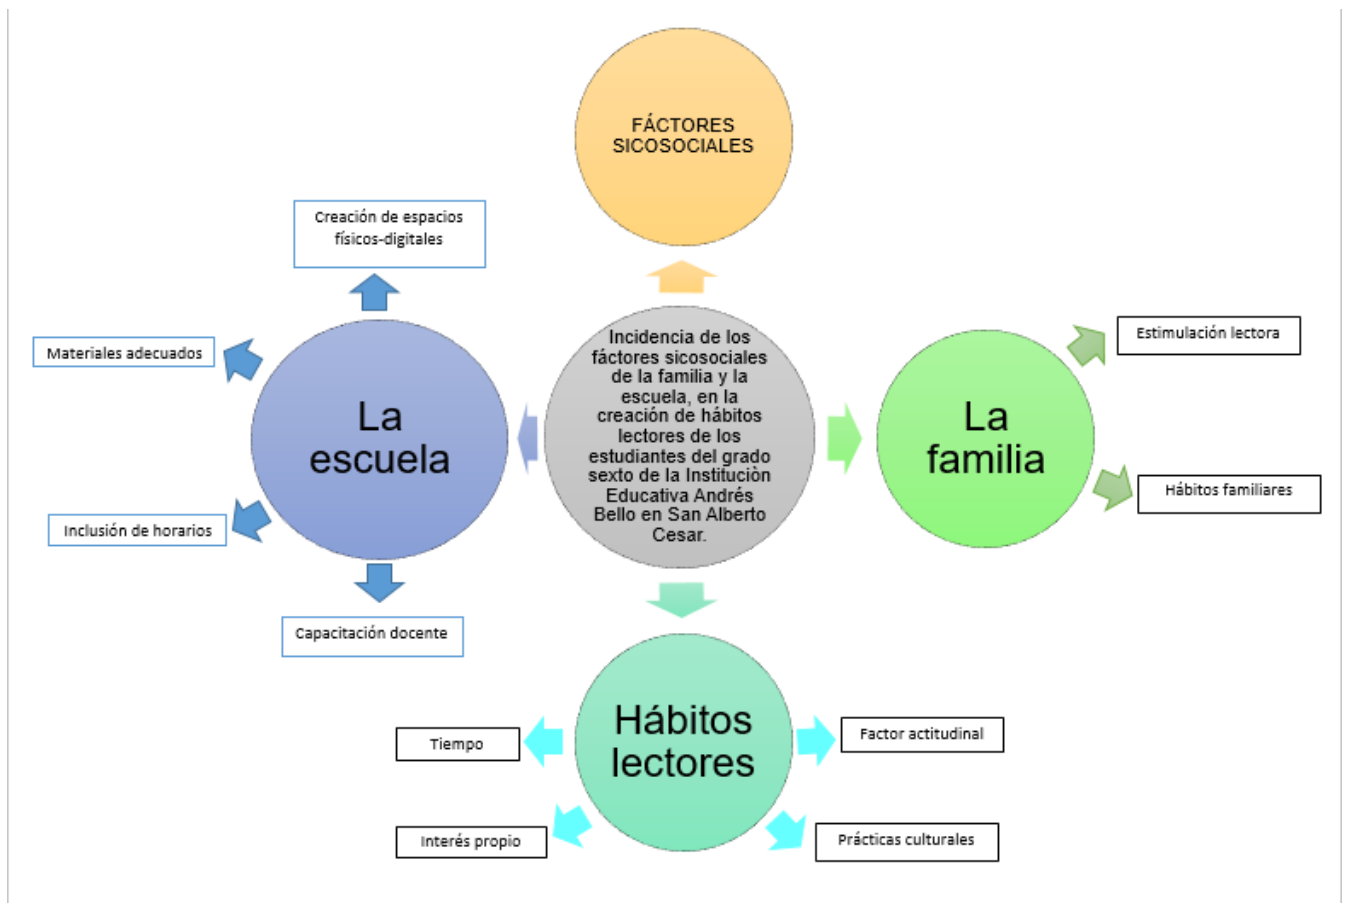 FÁCTORES
SICOSOCIALES
Creación de espacios
físicos-digitales
Materiales adecuados
La
escuela
Inclusión de horarios
Capacitación docente
Incidencia de los
fáctores sicosociales
de la familia y la
escuela, en la
creación de hábitos
lectores de los
estudiantes del grado
sexto de la Instituciòn
Educativa Andrés
Bello en San Alberto
Cesar.
La
familia
Estimulación lectora
Hábitos familiares
Hábitos
lectores
Tiempo
Interés propio
Factor actitudinal
Prácticas culturales